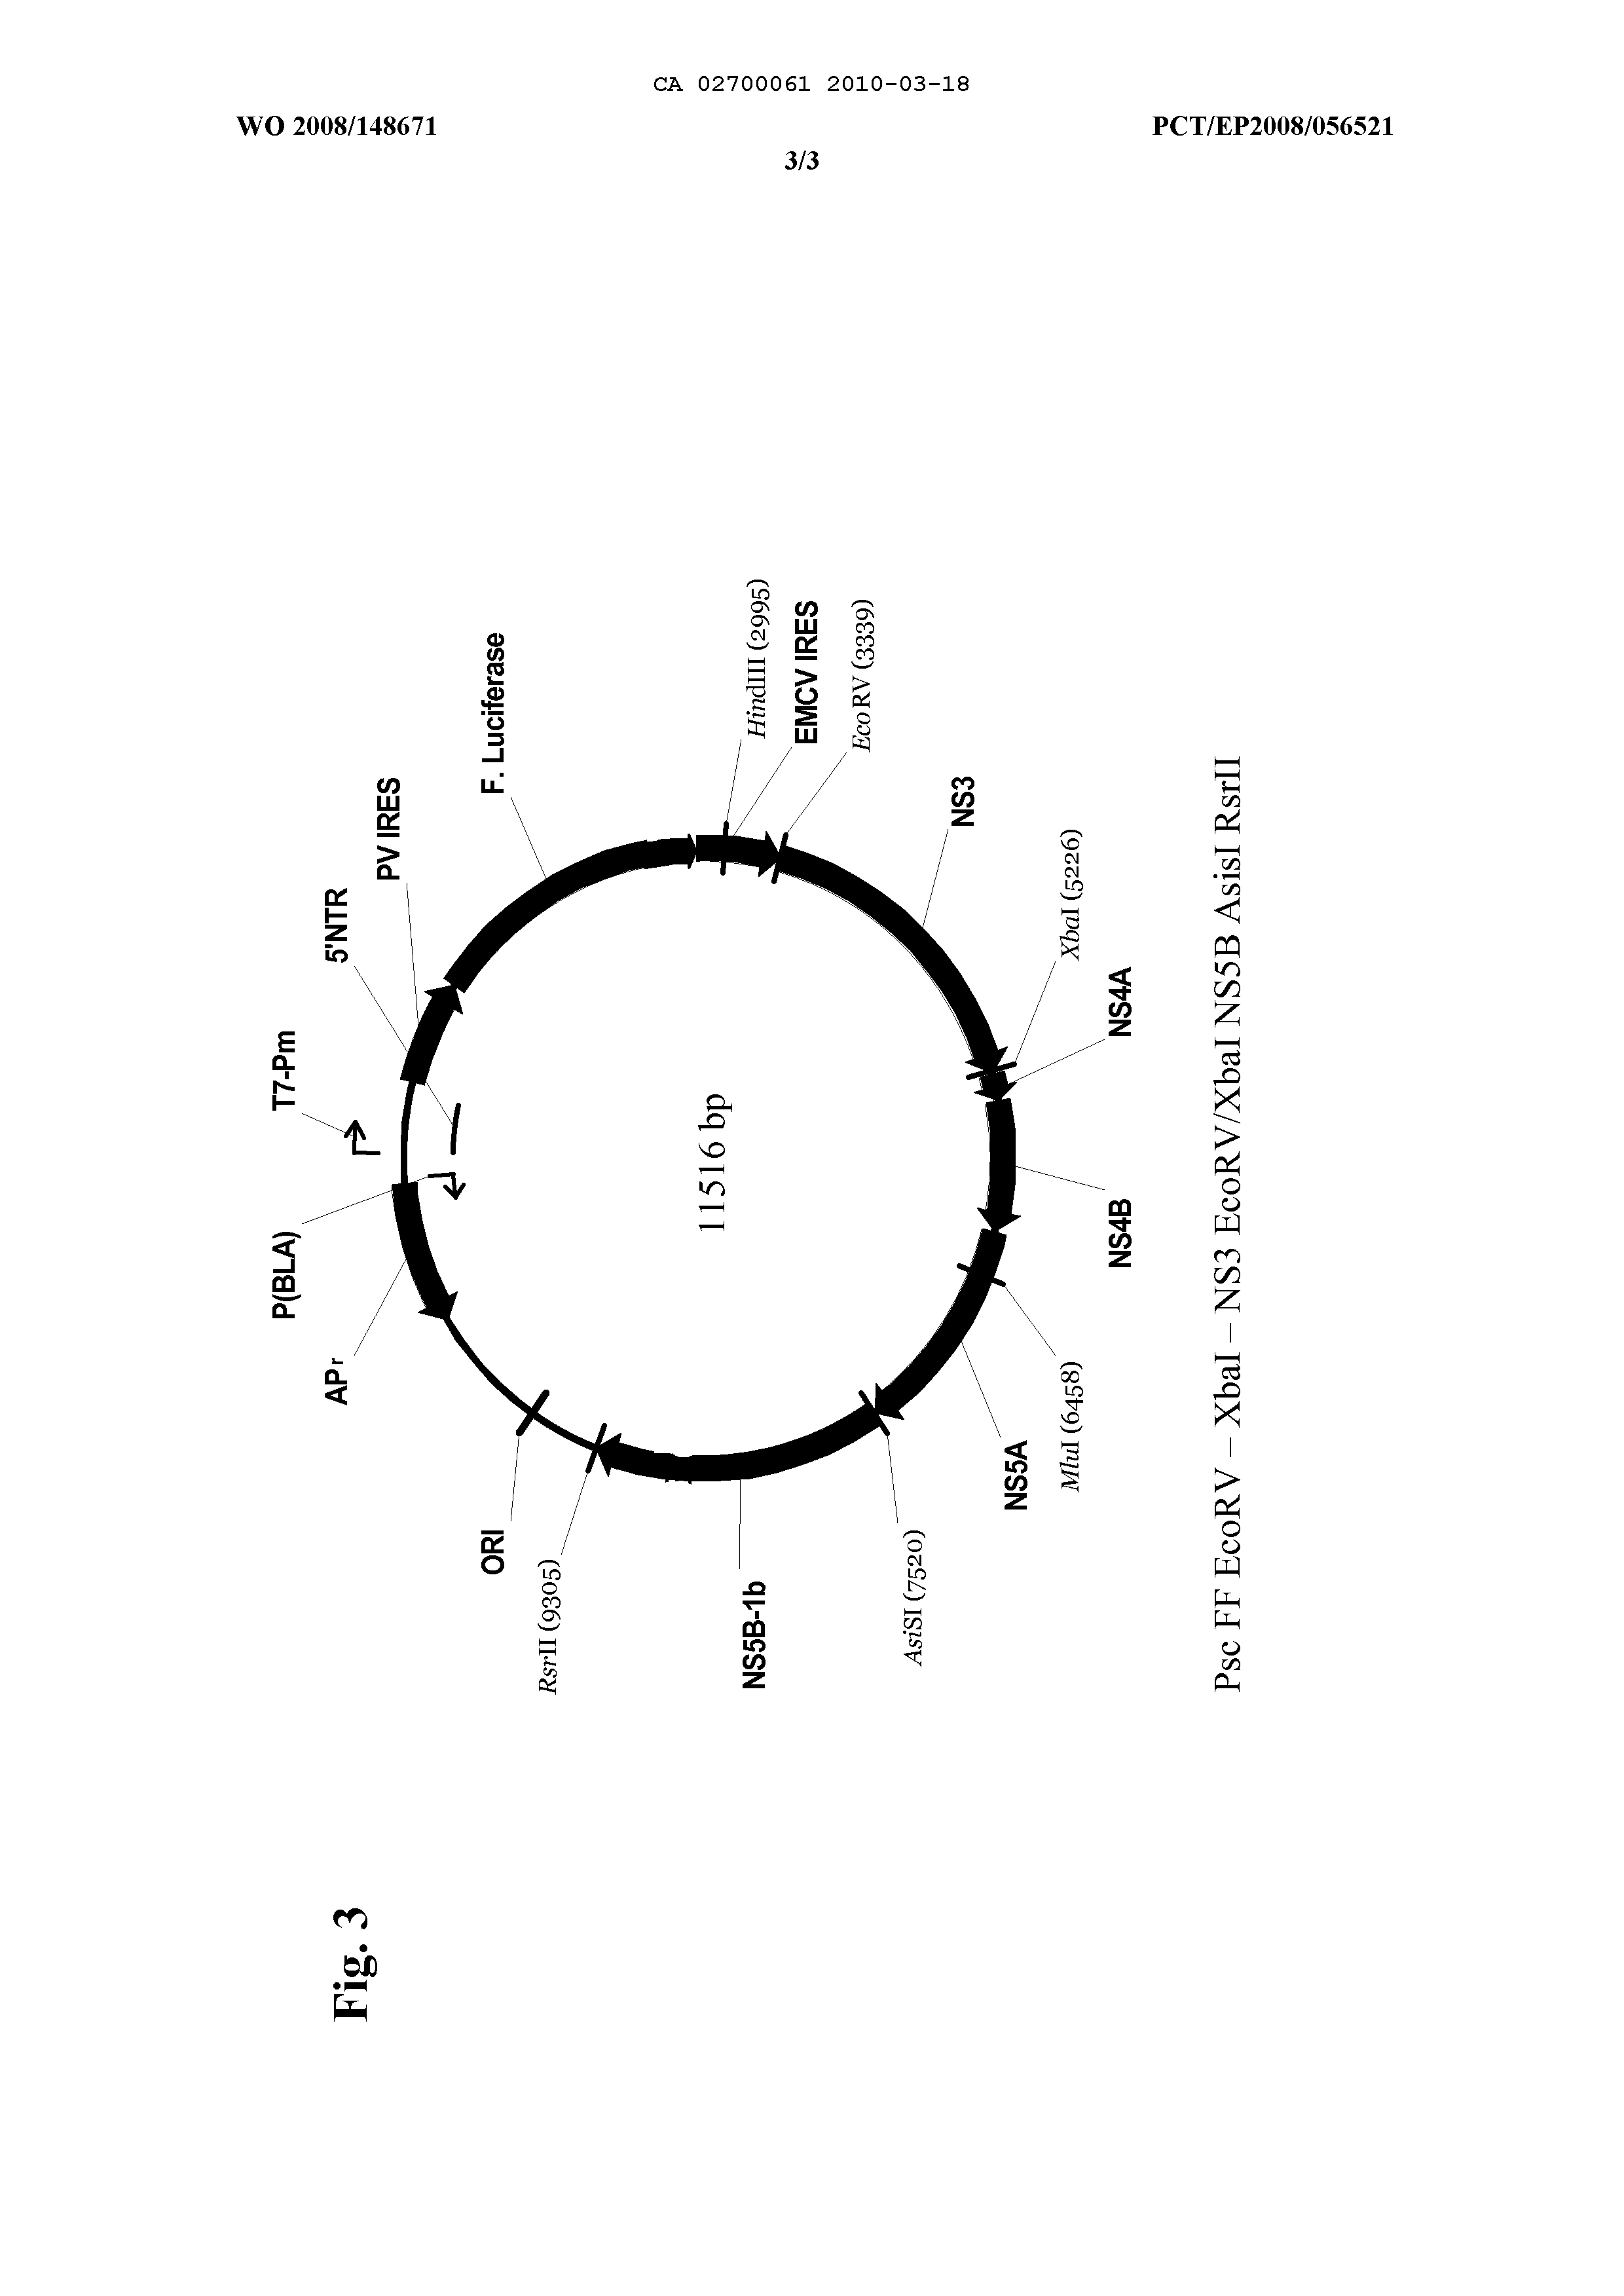 CA 02700061 2010-03-18
WO 2008/148671
PCT/EP2008/056521
3/3
Fig. 3
T7-Pm
P(BLA)
5'NTR
APr
PV IRES
F. Luciferase
ORI
RsrII (9305)
HindIII (2995)
11516 bp
EMCV IRES
NS5B-1b
EcoRV (3339)
AsiSI (7520)
NS3
NS5A
XbaI (5226)
MluI (6458)
NS4A
NS4B
Psc FF EcoRV – XbaI – NS3 EcoRV/XbaI NS5B AsisI RsrII